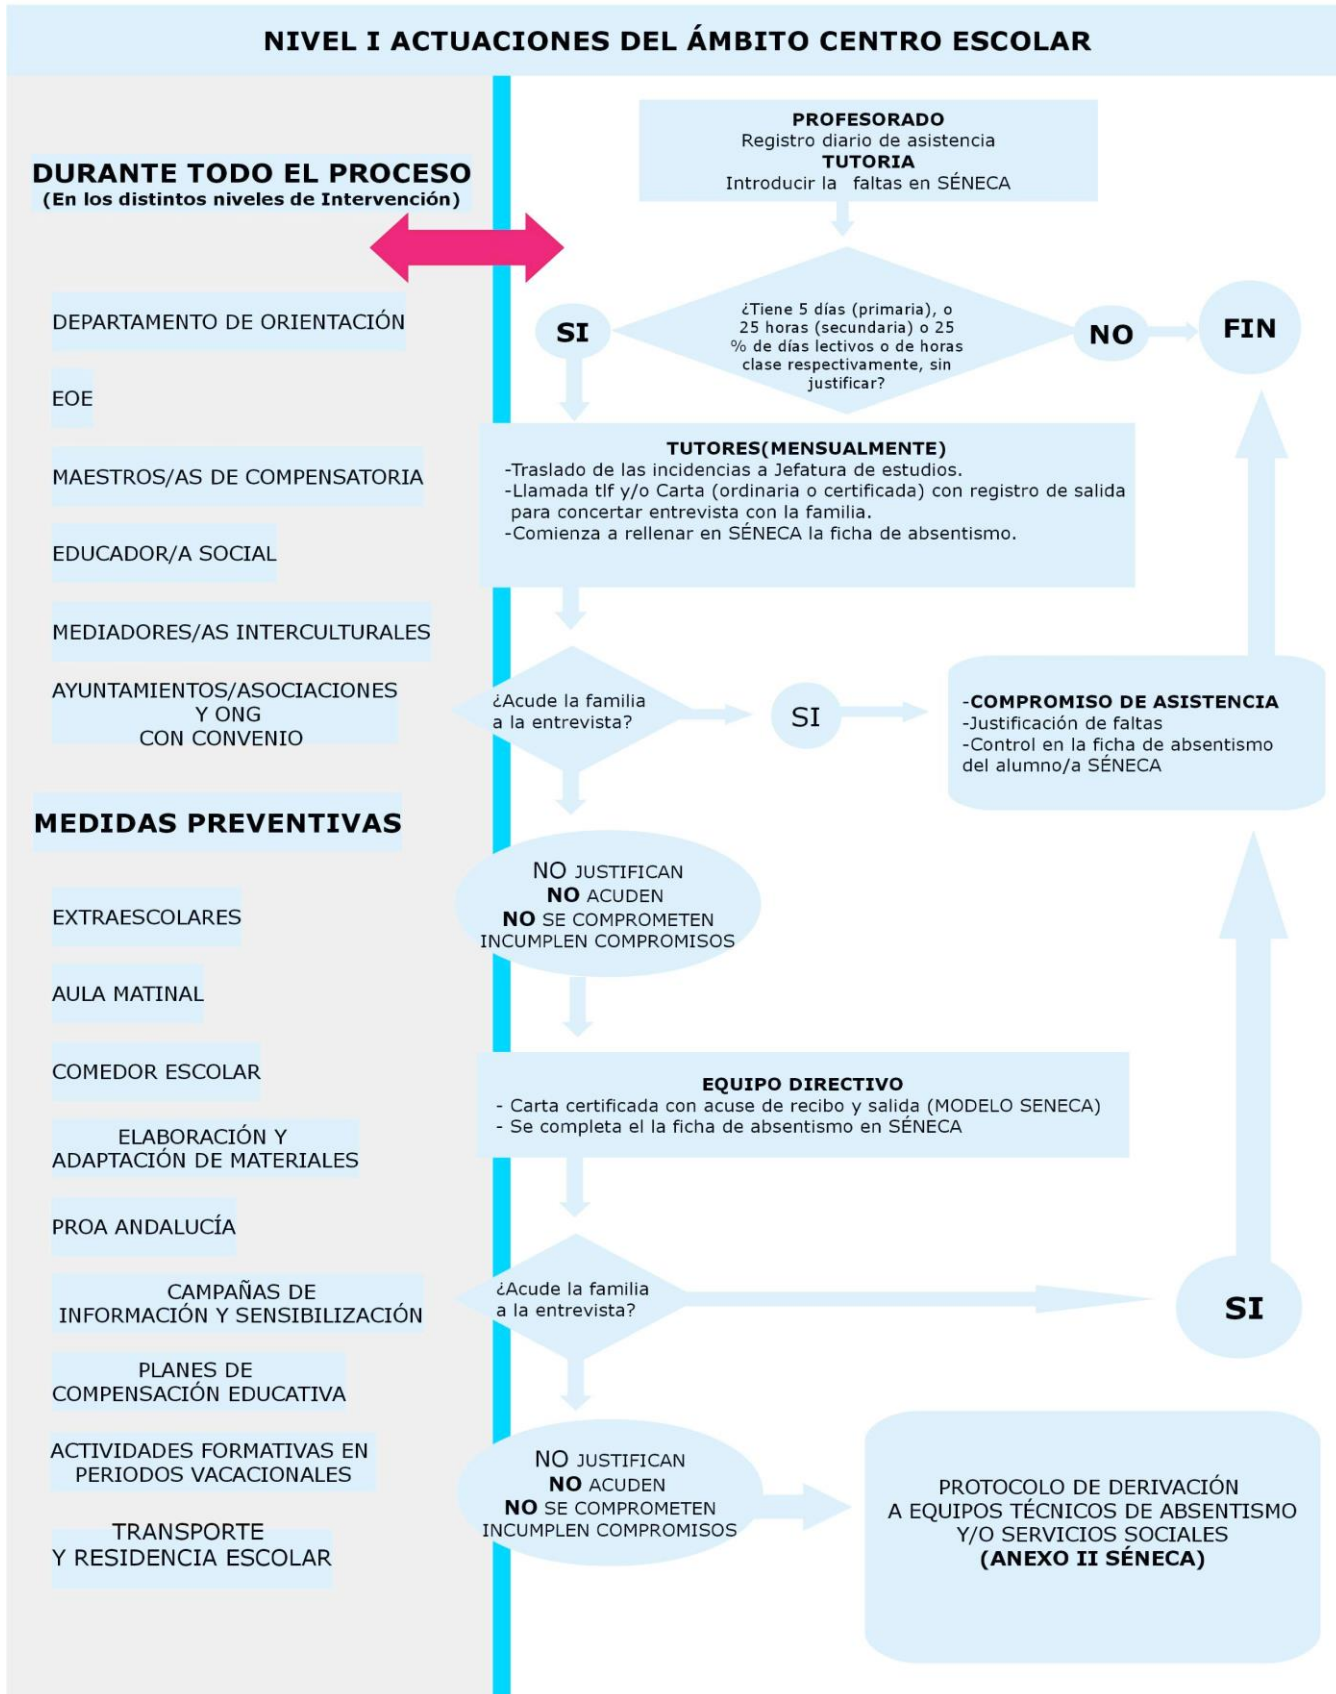 NIVEL I ACTUACIONES DEL ÁMBITO CENTRO ESCOLAR
DURANTE TODO EL PROCESO
(En los distintos niveles de Intervención)
DEPARTAMENTO DE ORIENTACIÓN
EOE
MAESTROS/AS DE COMPENSATORIA
EDUCADOR/A SOCIAL
MEDIADORES/AS INTERCULTURALES
AYUNTAMIENTOS/ASOCIACIONES
Y ONG
CON CONVENIO
MEDIDAS PREVENTIVAS
EXTRAESCOLARES
AULA MATINAL
COMEDOR ESCOLAR
ELABORACIÓN Y
ADAPTACIÓN DE MATERIALES
PROA ANDALUCÍA
CAMPAÑAS DE
INFORMACIÓN Y SENSIBILIZACIÓN
PLANES DE
COMPENSACIÓN EDUCATIVA
ACTIVIDADES FORMATIVAS EN
PERIODOS VACACIONALES
TRANSPORTE
Y RESIDENCIA ESCOLAR
PROFESORADO
Registro diario de asistencia
TUTORIA
Introducir la faltas en SÉNECA
¿Tiene 5 días (primaria), o
25 horas (secundaria) o 25
% de días lectivos o de horas
clase respectivamente, sin
justificar?
SI
NO
FIN
TUTORES(MENSUALMENTE)
-Traslado de las incidencias a Jefatura de estudios.
-Llamada tlf y/o Carta (ordinaria o certificada) con registro de salida
para concertar entrevista con la familia.
-Comienza a rellenar en SÉNECA la ficha de absentismo.
¿Acude la familia
a la entrevista?
SI
-COMPROMISO DE ASISTENCIA
-Justificación de faltas
-Control en la ficha de absentismo
del alumno/a SÉNECA
NO JUSTIFICAN
NO ACUDEN
NO SE COMPROMETEN
INCUMPLEN COMPROMISOS
EQUIPO DIRECTIVO
- Carta certificada con acuse de recibo y salida (MODELO SENECA)
- Se completa el la ficha de absentismo en SÉNECA
¿Acude la familia
a la entrevista?
SI
NO JUSTIFICAN
NO ACUDEN
NO SE COMPROMETEN
INCUMPLEN COMPROMISOS
PROTOCOLO DE DERIVACIÓN
A EQUIPOS TÉCNICOS DE ABSENTISMO
Y/O SERVICIOS SOCIALES
(ANEXO II SÉNECA)